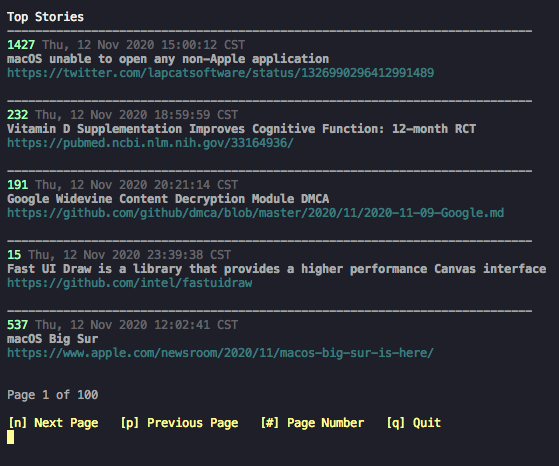 Top Stories
1427 Thu, 12 Nov 2020 15:00:12 CST
macOS unable to open any non-Apple application
https://twitter.com/lapcatsoftware/status/1326990296412991489
232 Thu, 12 Nov 2020 18:59:59 CST
Vitamin D Supplementation Improves Cognitive Function: 12-month RCT
https://pubmed.ncbi.nlm.nih.gov/33164936/
191 Thu, 12 Nov 2020 20:21:14 CST
Google Widevine Content Decryption Module DMCA
https://github.com/github/dmca/blob/master/2020/11/2020-11-09-Google.md
15 Thu, 12 Nov 2020 23:39:38 CST
Fast UI Draw is a library that provides a higher performance Canvas interface
https://github.com/intel/fastuidraw
537 Thu, 12 Nov 2020 12:02:41 CST
macOS Big Sur
https://www.apple.com/newsroom/2020/11/macos-big-sur-is-here/
Page 1 of 100
[n] Next Page [p] Previous Page [#] Page Number [q] Quit